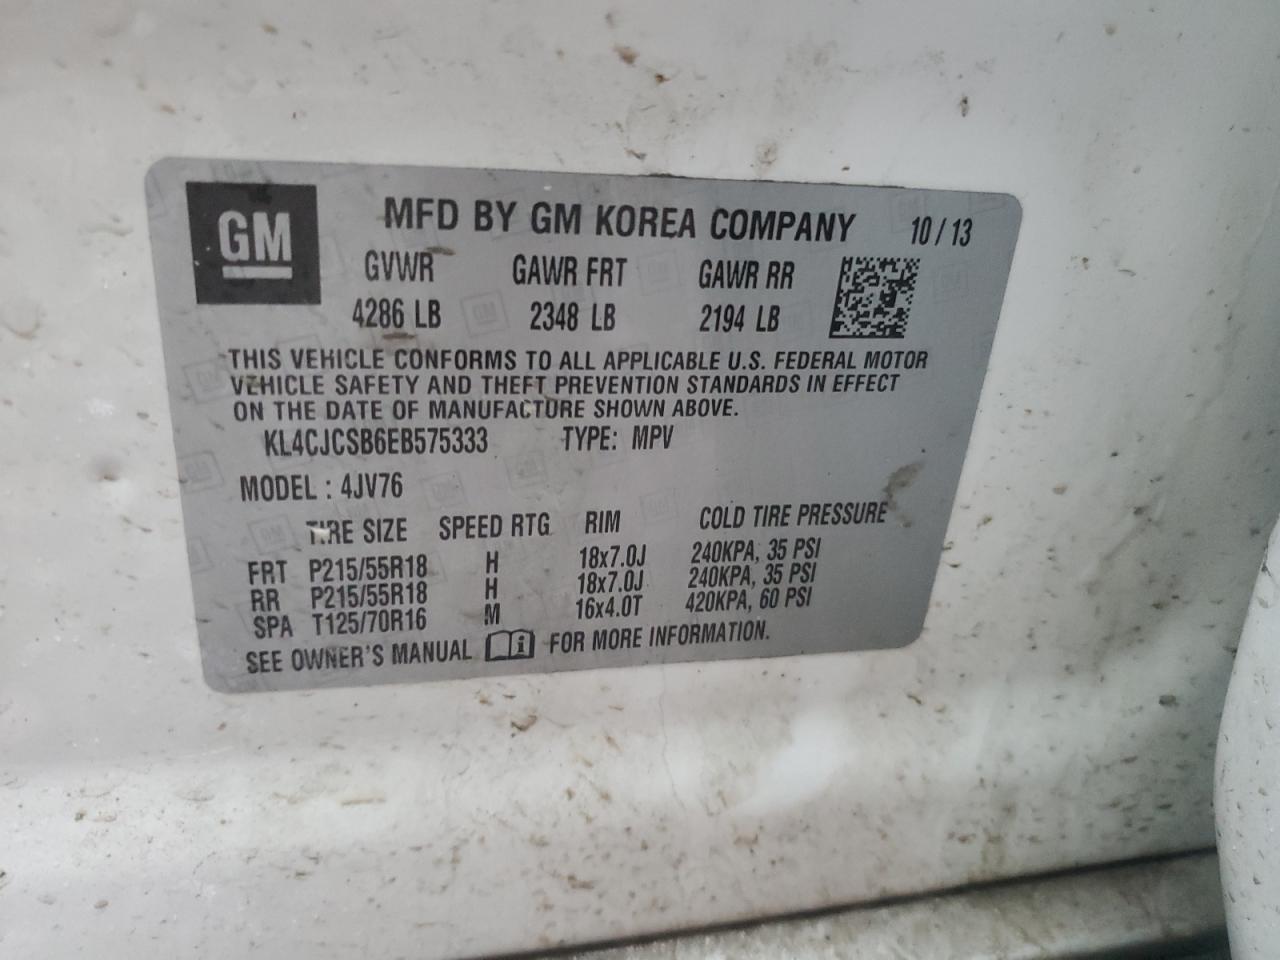 GM
MFD BY GM KOREA COMPANY 10/13
GVWR GAWR FRT GAWR RR
4286 LB 2348 LB 2194 LB
THIS VEHICLE CONFORMS TO ALL APPLICABLE U.S. FEDERAL MOTOR
VEHICLE SAFETY AND THEFT PREVENTION STANDARDS IN EFFECT
ON THE DATE OF MANUFACTURE SHOWN ABOVE.
KL4CJCSB6EB575333 TYPE: MPV
MODEL : 4JV76
TIRE SIZE SPEED RTG RIM COLD TIRE PRESSURE
FRT P215/55R18 H 18x7.0J 240KPA, 35 PSI
RR P215/55R18 H 18x7.0J 240KPA, 35 PSI
SPA T125/70R16 M 16x4.0T 420KPA, 60 PSI
SEE OWNER'S MANUAL i FOR MORE INFORMATION.